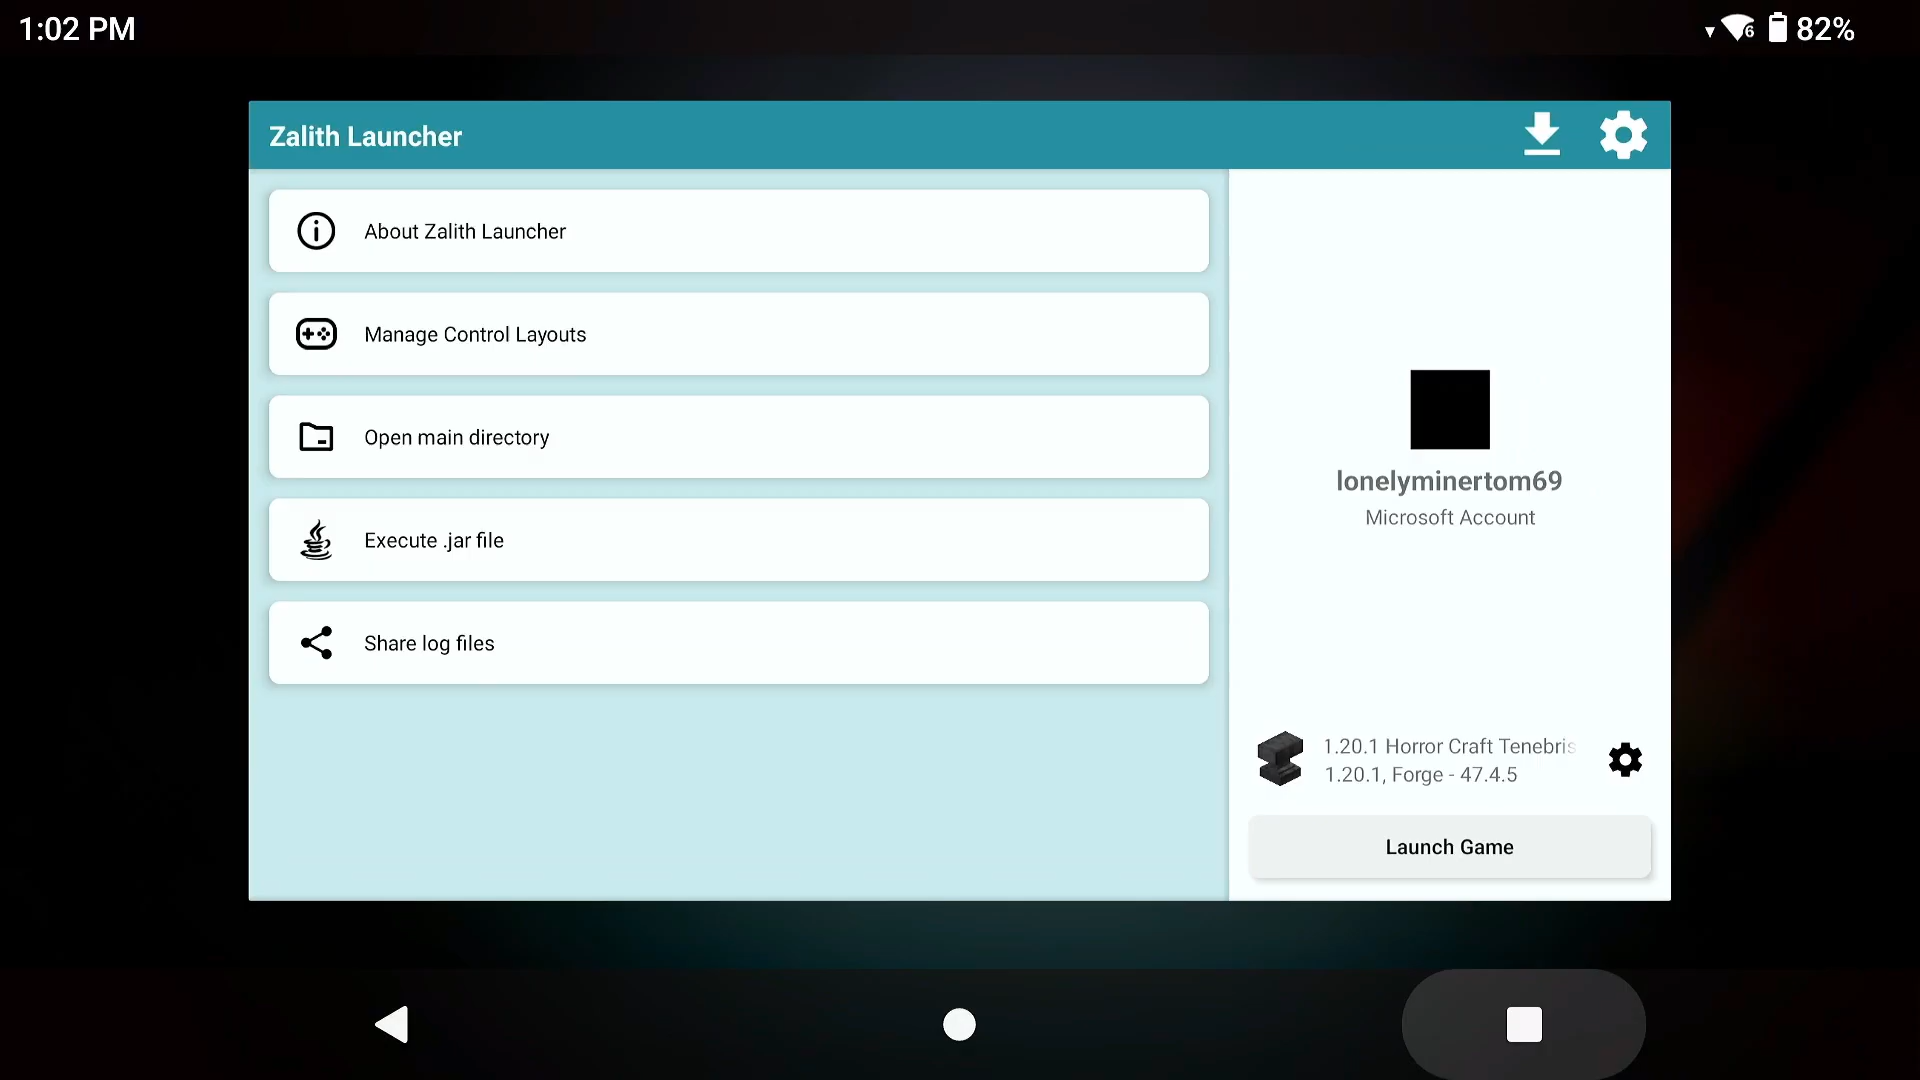 1:02 PM
6
82%
Zalith Launcher
About Zalith Launcher
Manage Control Layouts
Open main directory
Execute .jar file
Share log files
lonelyminertom69
Microsoft Account
1.20.1 Horror Craft Tenebris
1.20.1, Forge - 47.4.5
Launch Game